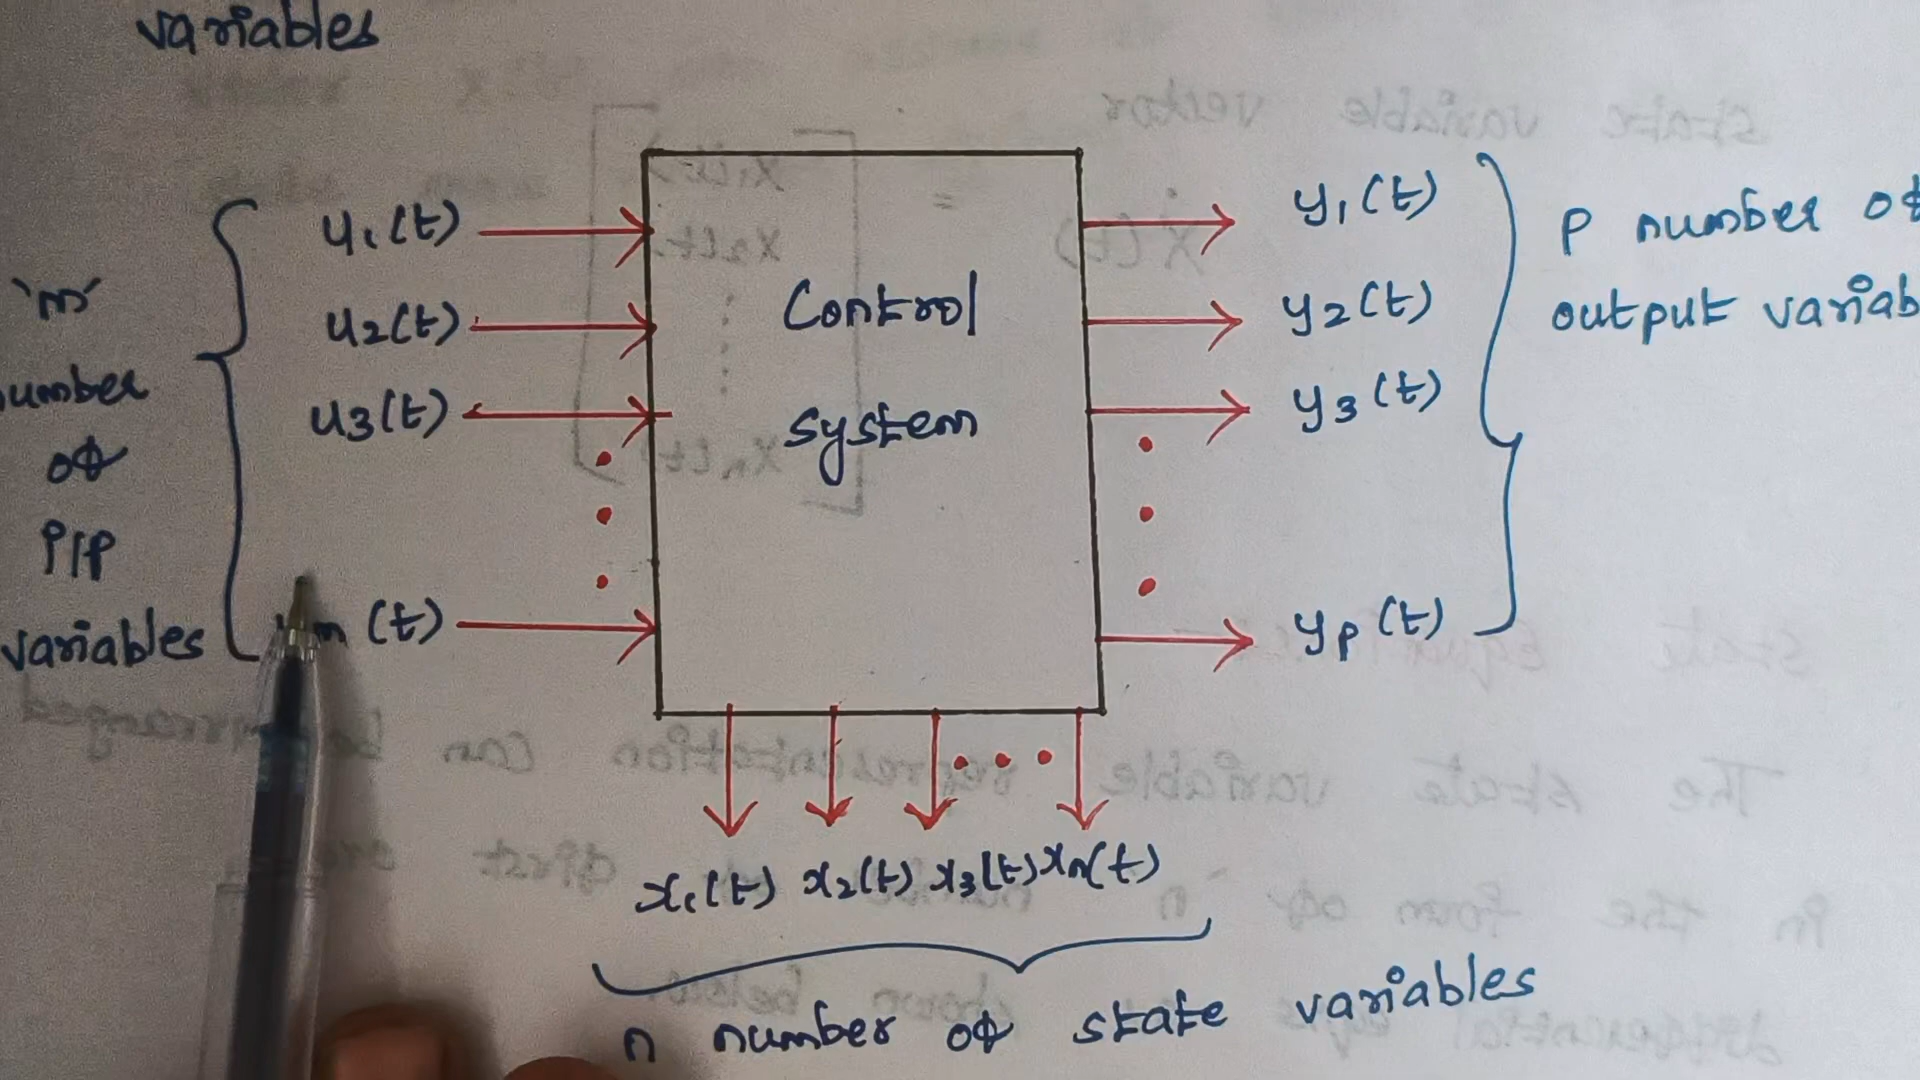 variables
'm'
number
of
i/p
variables
u1(t)
u2(t)
u3(t)
m (t)
Control
system
y1(t)
y2(t)
y3(t)
yp(t)
p number of
output variab
x1(t) x2(t) x3(t) xn(t)
n number of state variables